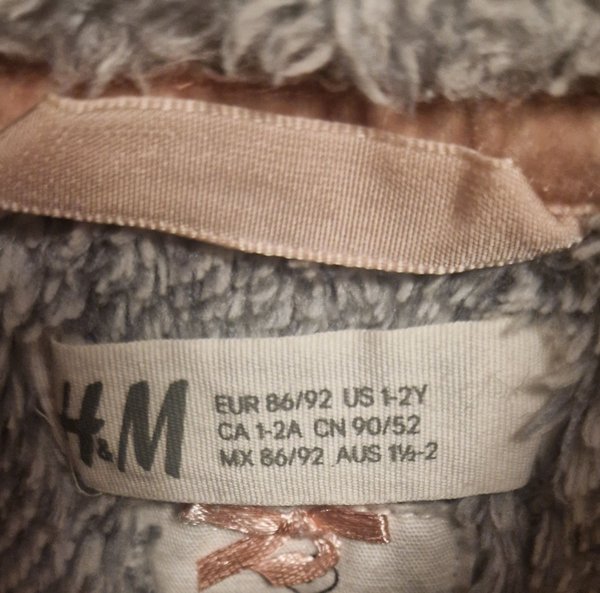 H&M
EUR 86/92 US 1-2Y
CA 1-2A CN 90/52
MX 86/92 AUS 1½-2